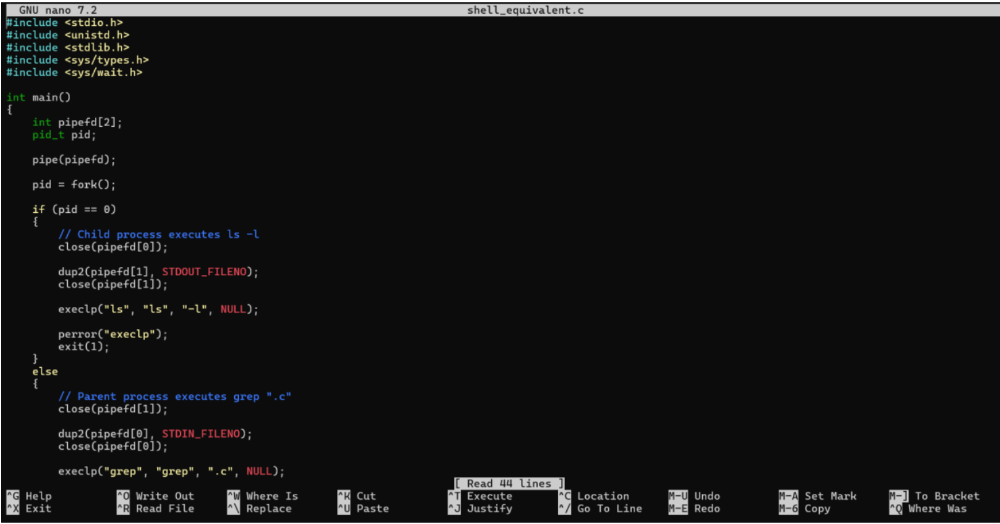 GNU nano 7.2 shell_equivalent.c
#include <stdio.h>
#include <unistd.h>
#include <stdlib.h>
#include <sys/types.h>
#include <sys/wait.h>
int main()
{
    int pipefd[2];
    pid_t pid;
    pipe(pipefd);
    pid = fork();
    if (pid == 0)
    {
        // Child process executes ls -l
        close(pipefd[0]);
        dup2(pipefd[1], STDOUT_FILENO);
        close(pipefd[1]);
        execlp("ls", "ls", "-l", NULL);
        perror("execlp");
        exit(1);
    }
    else
    {
        // Parent process executes grep ".c"
        close(pipefd[1]);
        dup2(pipefd[0], STDIN_FILENO);
        close(pipefd[0]);
        execlp("grep", "grep", ".c", NULL);
[ Read 44 lines ]
^G Help ^O Write Out ^W Where Is ^K Cut ^T Execute ^C Location M-U Undo M-A Set Mark M-] To Bracket
^X Exit ^R Read File ^\ Replace ^U Paste ^J Justify ^/ Go To Line M-E Redo M-6 Copy ^Q Where Was